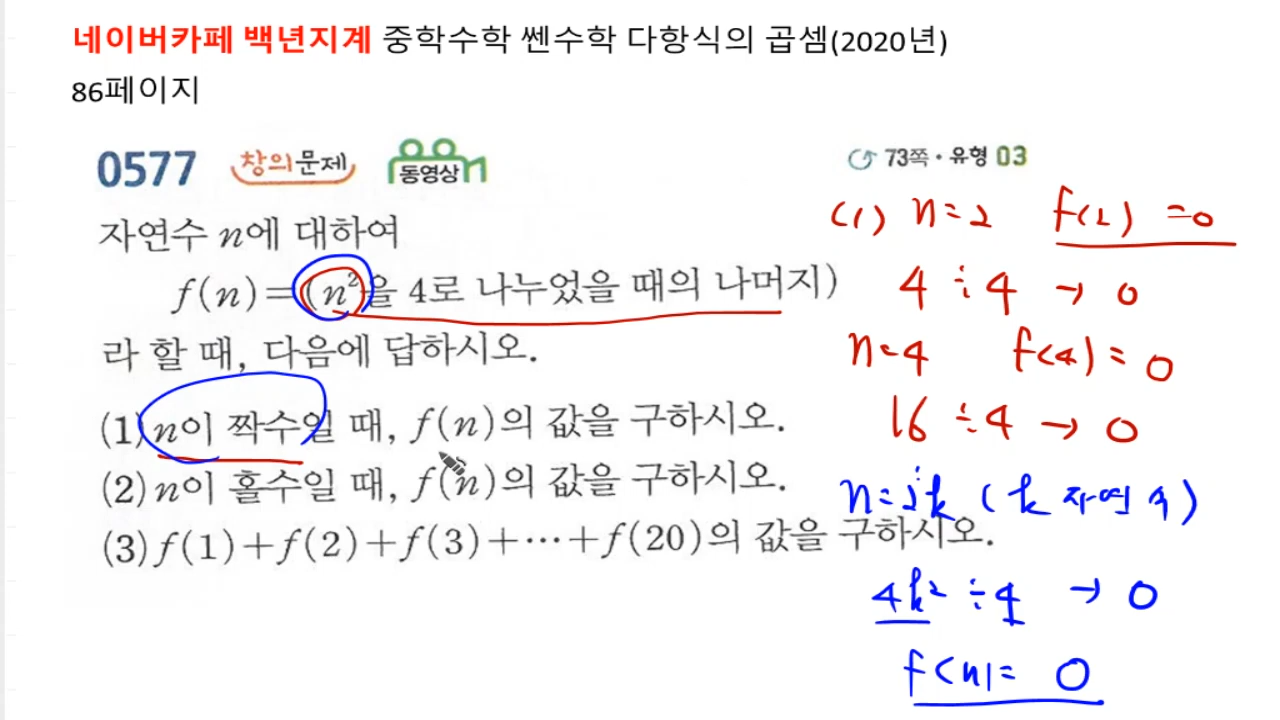 네이버카페 백년지계 중학수학 쎈수학 다항식의 곱셈(2020년)
86페이지
0577 창의문제 동영상 73쪽 • 유형 03
자연수 n에 대하여
f(n)=(n²을 4로 나누었을 때의 나머지)
라 할 때, 다음에 답하시오.
(1) n이 짝수일 때, f(n)의 값을 구하시오.
(2) n이 홀수일 때, f(n)의 값을 구하시오.
(3) f(1)+f(2)+f(3)+⋯+f(20)의 값을 구하시오.
(1) n=2 f(2)=0
4÷4→0
n=4 f(4)=0
16÷4→0
n=2k (k 자연수)
4k²÷4→0
f(n)=0